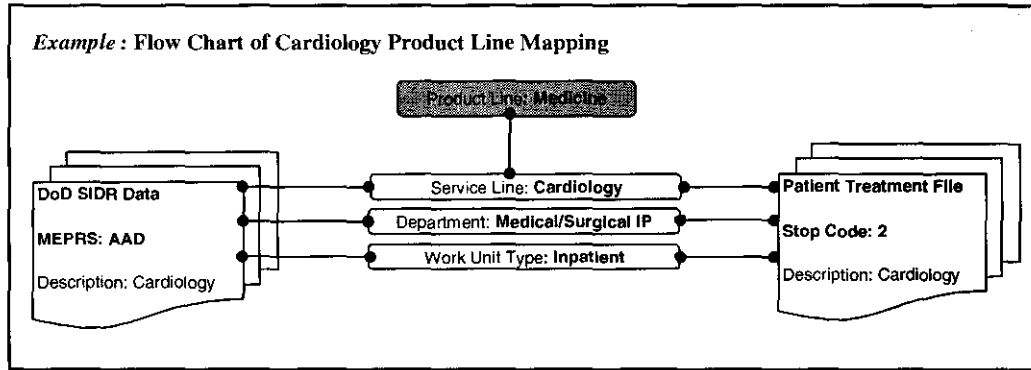 Example : Flow Chart of Cardiology Product Line Mapping
Product Line: Medicine
DoD SIDR Data
MEPRS: AAD
Description: Cardiology
Service Line: Cardiology
Department: Medical/Surgical IP
Work Unit Type: Inpatient
Patient Treatment File
Stop Code: 2
Description: Cardiology